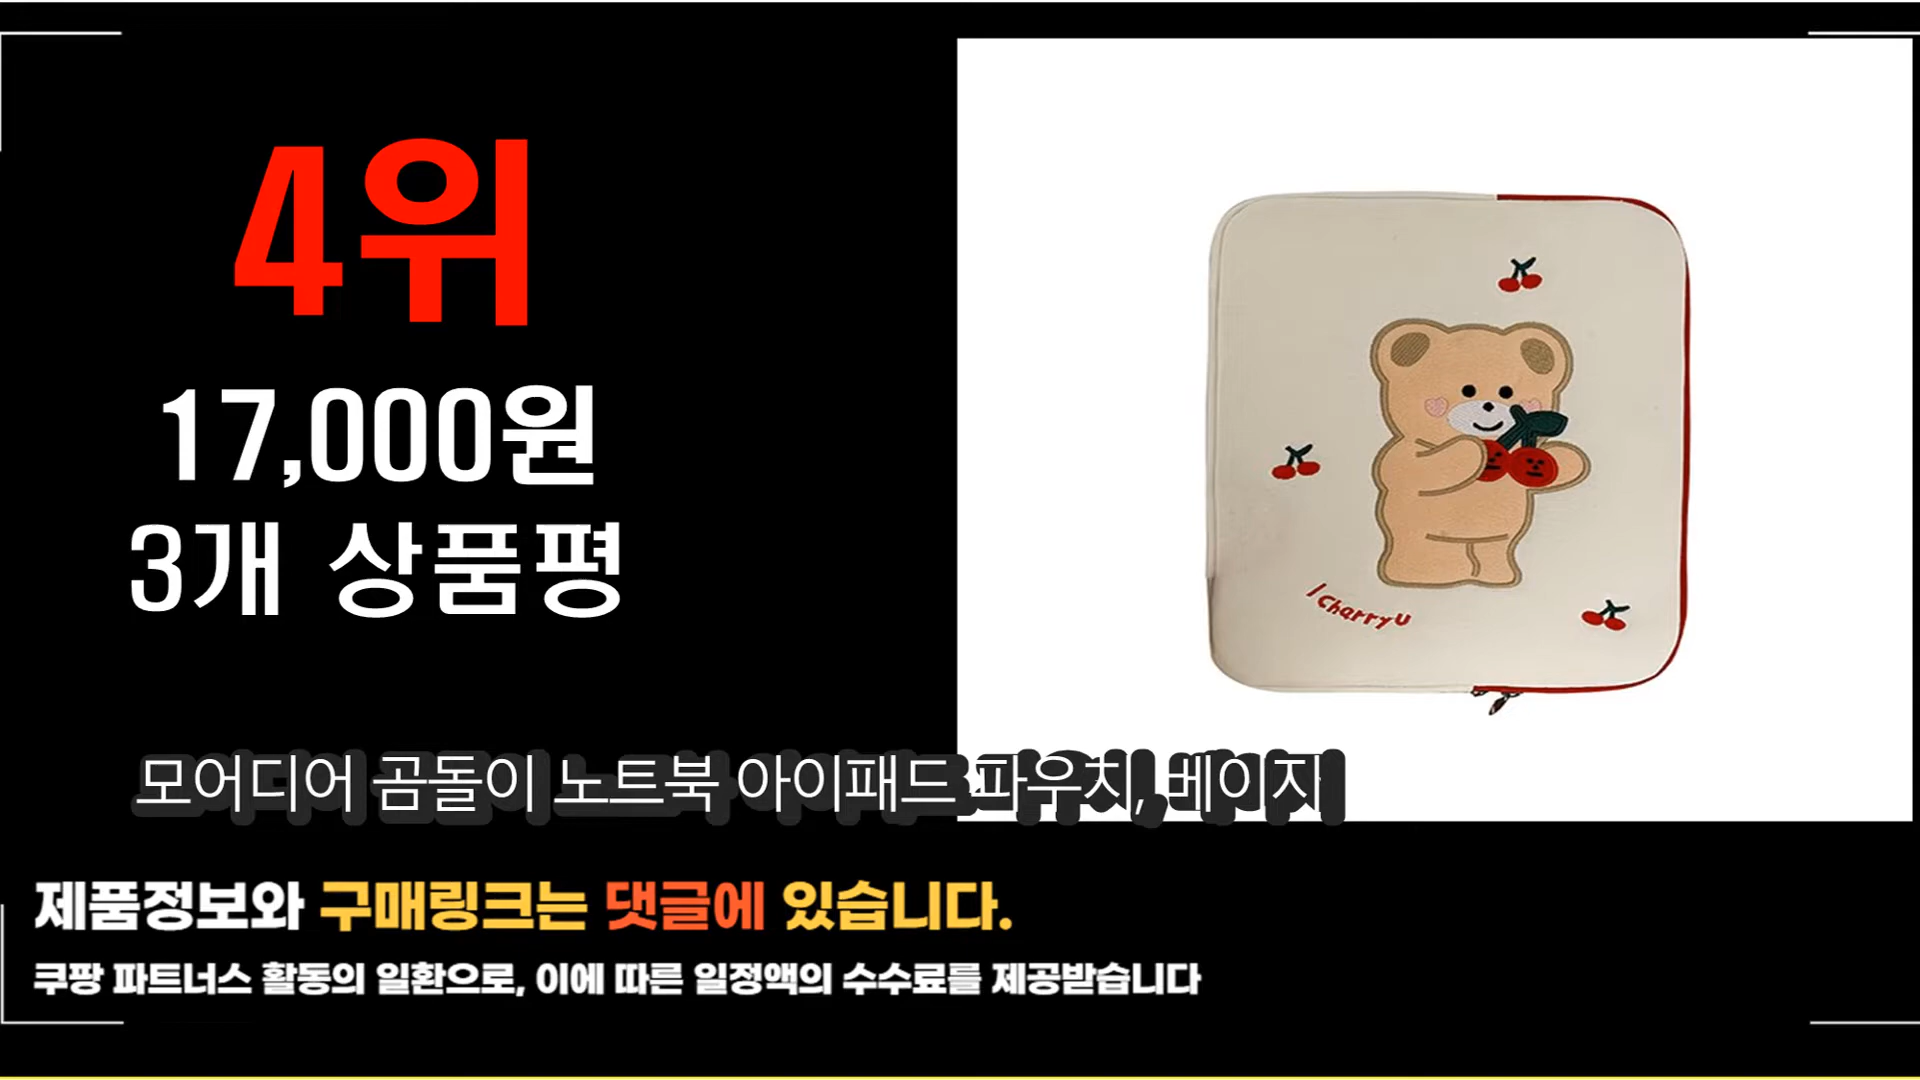 4위
17,000원
3개 상품평
I Charry U
모어디어 곰돌이 노트북 아이패드 파우치, 베이지
제품정보와 구매링크는 댓글에 있습니다.
쿠팡 파트너스 활동의 일환으로, 이에 따른 일정액의 수수료를 제공받습니다